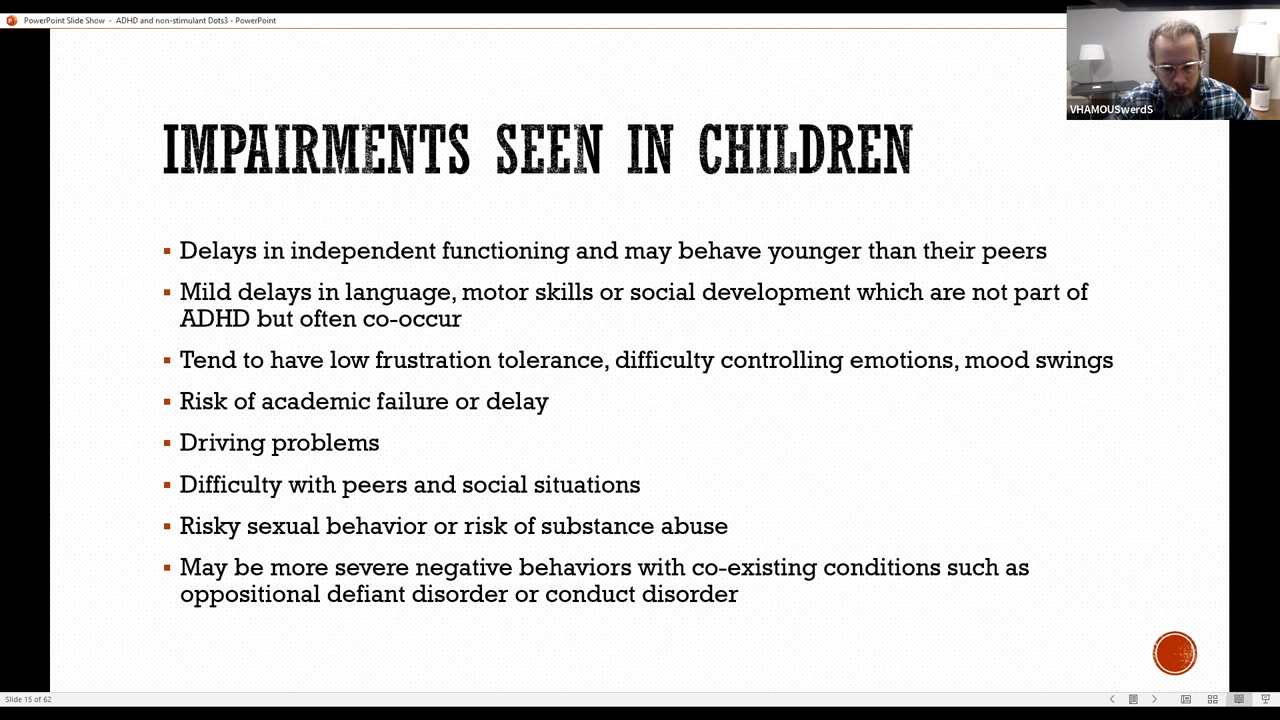 PowerPoint Slide Show - ADHD and non-stimulant Dots3 - PowerPoint
VHAMOUSwerdS
IMPAIRMENTS SEEN IN CHILDREN
Delays in independent functioning and may behave younger than their peers
Mild delays in language, motor skills or social development which are not part of
ADHD but often co-occur
Tend to have low frustration tolerance, difficulty controlling emotions, mood swings
Risk of academic failure or delay
Driving problems
Difficulty with peers and social situations
Risky sexual behavior or risk of substance abuse
May be more severe negative behaviors with co-existing conditions such as
oppositional defiant disorder or conduct disorder
Slide 15 of 62